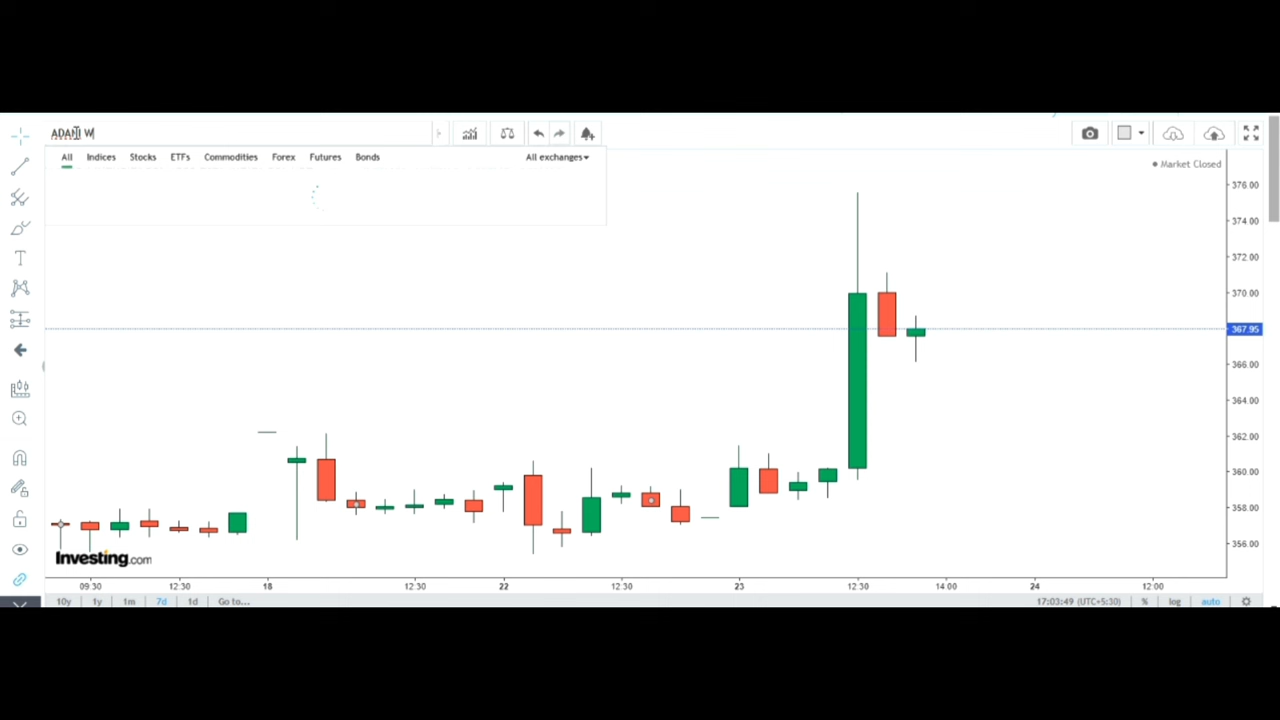 ADANI W
All Indices Stocks ETFs Commodities Forex Futures Bonds All exchanges
Market Closed
376.00
374.00
372.00
370.00
367.95
366.00
364.00
362.00
360.00
358.00
356.00
Investing.com
09:30 12:30 18 12:30 22 12:30 23 12:30 14:00 24 12:00
10y 1y 1m 7d 1d Go to... 17:03:49 (UTC+5:30) % log auto